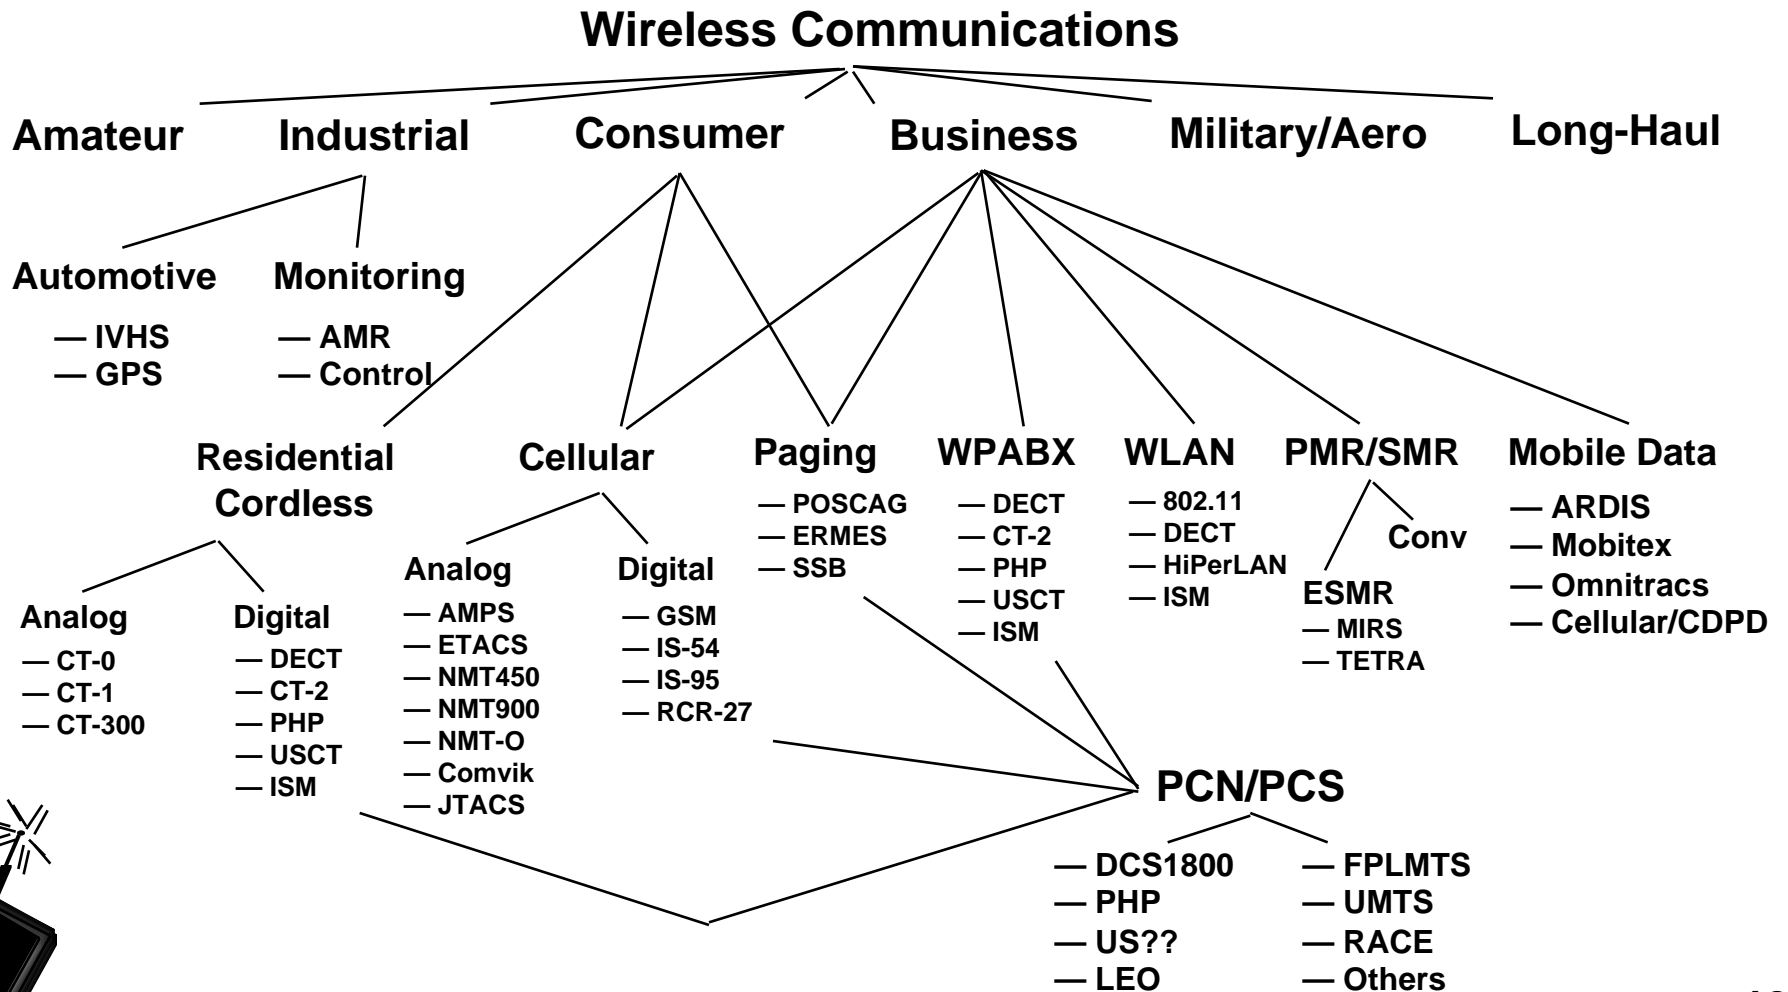 Wireless Communications
Amateur
Industrial
Consumer
Business
Military/Aero
Long-Haul
Automotive
— IVHS
— GPS
Monitoring
— AMR
— Control
Residential
Cordless
Analog
— CT-0
— CT-1
— CT-300
Digital
— DECT
— CT-2
— PHP
— USCT
— ISM
Cellular
Analog
— AMPS
— ETACS
— NMT450
— NMT900
— NMT-O
— Comvik
— JTACS
Digital
— GSM
— IS-54
— IS-95
— RCR-27
Paging
— POSCAG
— ERMES
— SSB
WPABX
— DECT
— CT-2
— PHP
— USCT
— ISM
WLAN
— 802.11
— DECT
— HiPerLAN
— ISM
PMR/SMR
Conv
ESMR
— MIRS
— TETRA
Mobile Data
— ARDIS
— Mobitex
— Omnitracs
— Cellular/CDPD
PCN/PCS
— DCS1800
— PHP
— US??
— LEO
— FPLMTS
— UMTS
— RACE
— Others